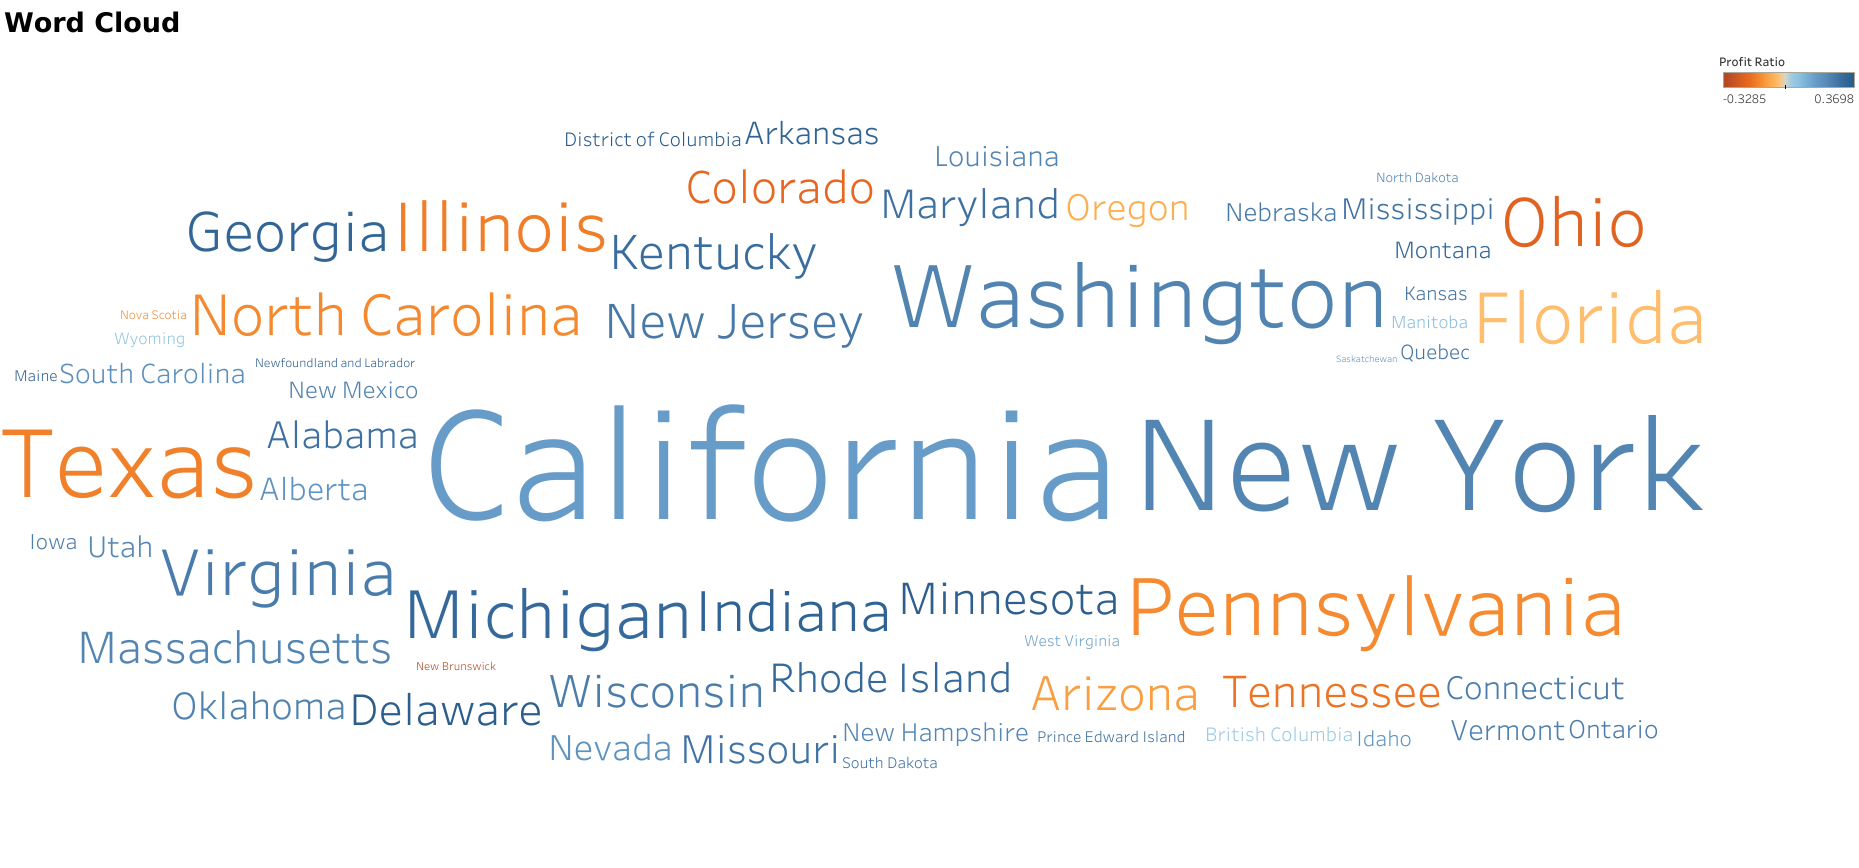 Word Cloud
Profit Ratio
-0.3285 0.3698
District of Columbia Arkansas
Louisiana
North Dakota
Colorado Maryland Oregon Nebraska Mississippi Ohio
Georgia Illinois Kentucky Montana
Washington Kansas
Nova Scotia North Carolina New Jersey Manitoba Florida
Wyoming
Saskatchewan Quebec
Maine South Carolina Newfoundland and Labrador
New Mexico
Texas Alabama California New York
Alberta
Iowa Utah Virginia
Michigan Indiana Minnesota Pennsylvania
West Virginia
Massachusetts New Brunswick
Wisconsin Rhode Island Arizona Tennessee Connecticut
Oklahoma Delaware
New Hampshire Prince Edward Island British Columbia Idaho Vermont Ontario
Nevada Missouri South Dakota